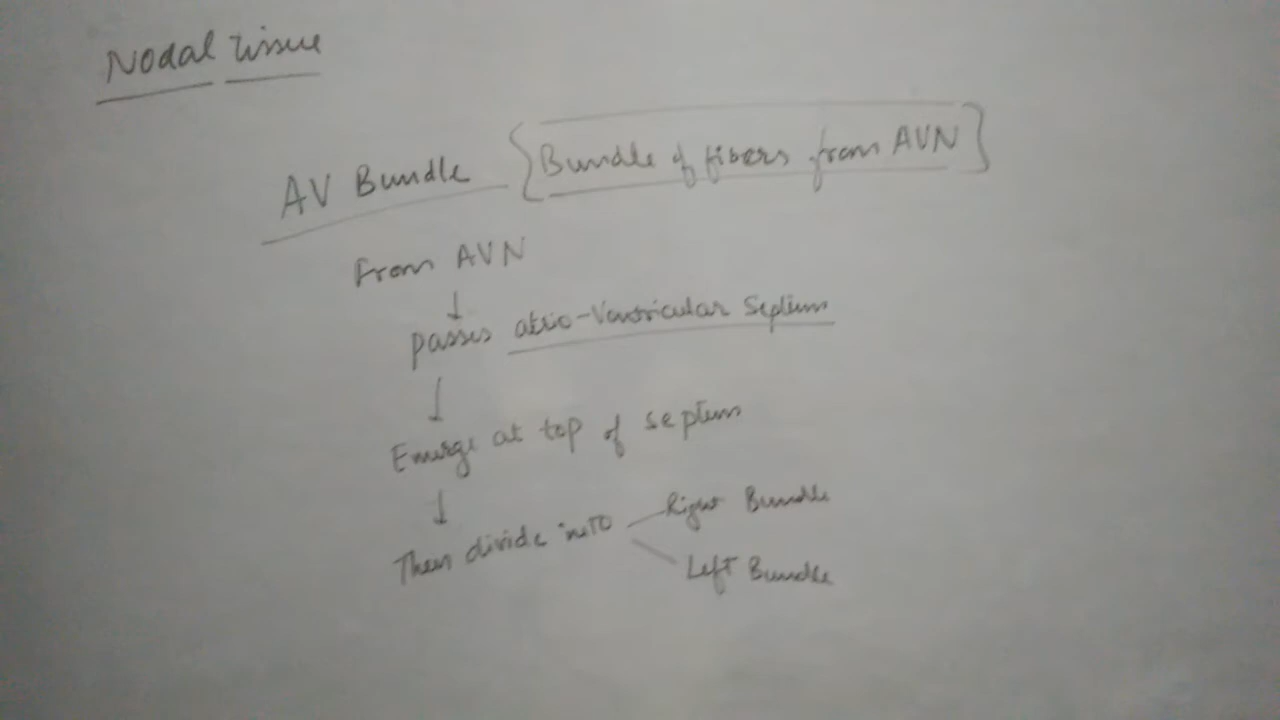 Nodal Tissue
AV Bundle {Bundle of fibers from AVN}
From AVN
↓
passes atrio-Ventricular Septum
↓
Emerge at top of septum
↓
Then divide into Right Bundle
Left Bundle